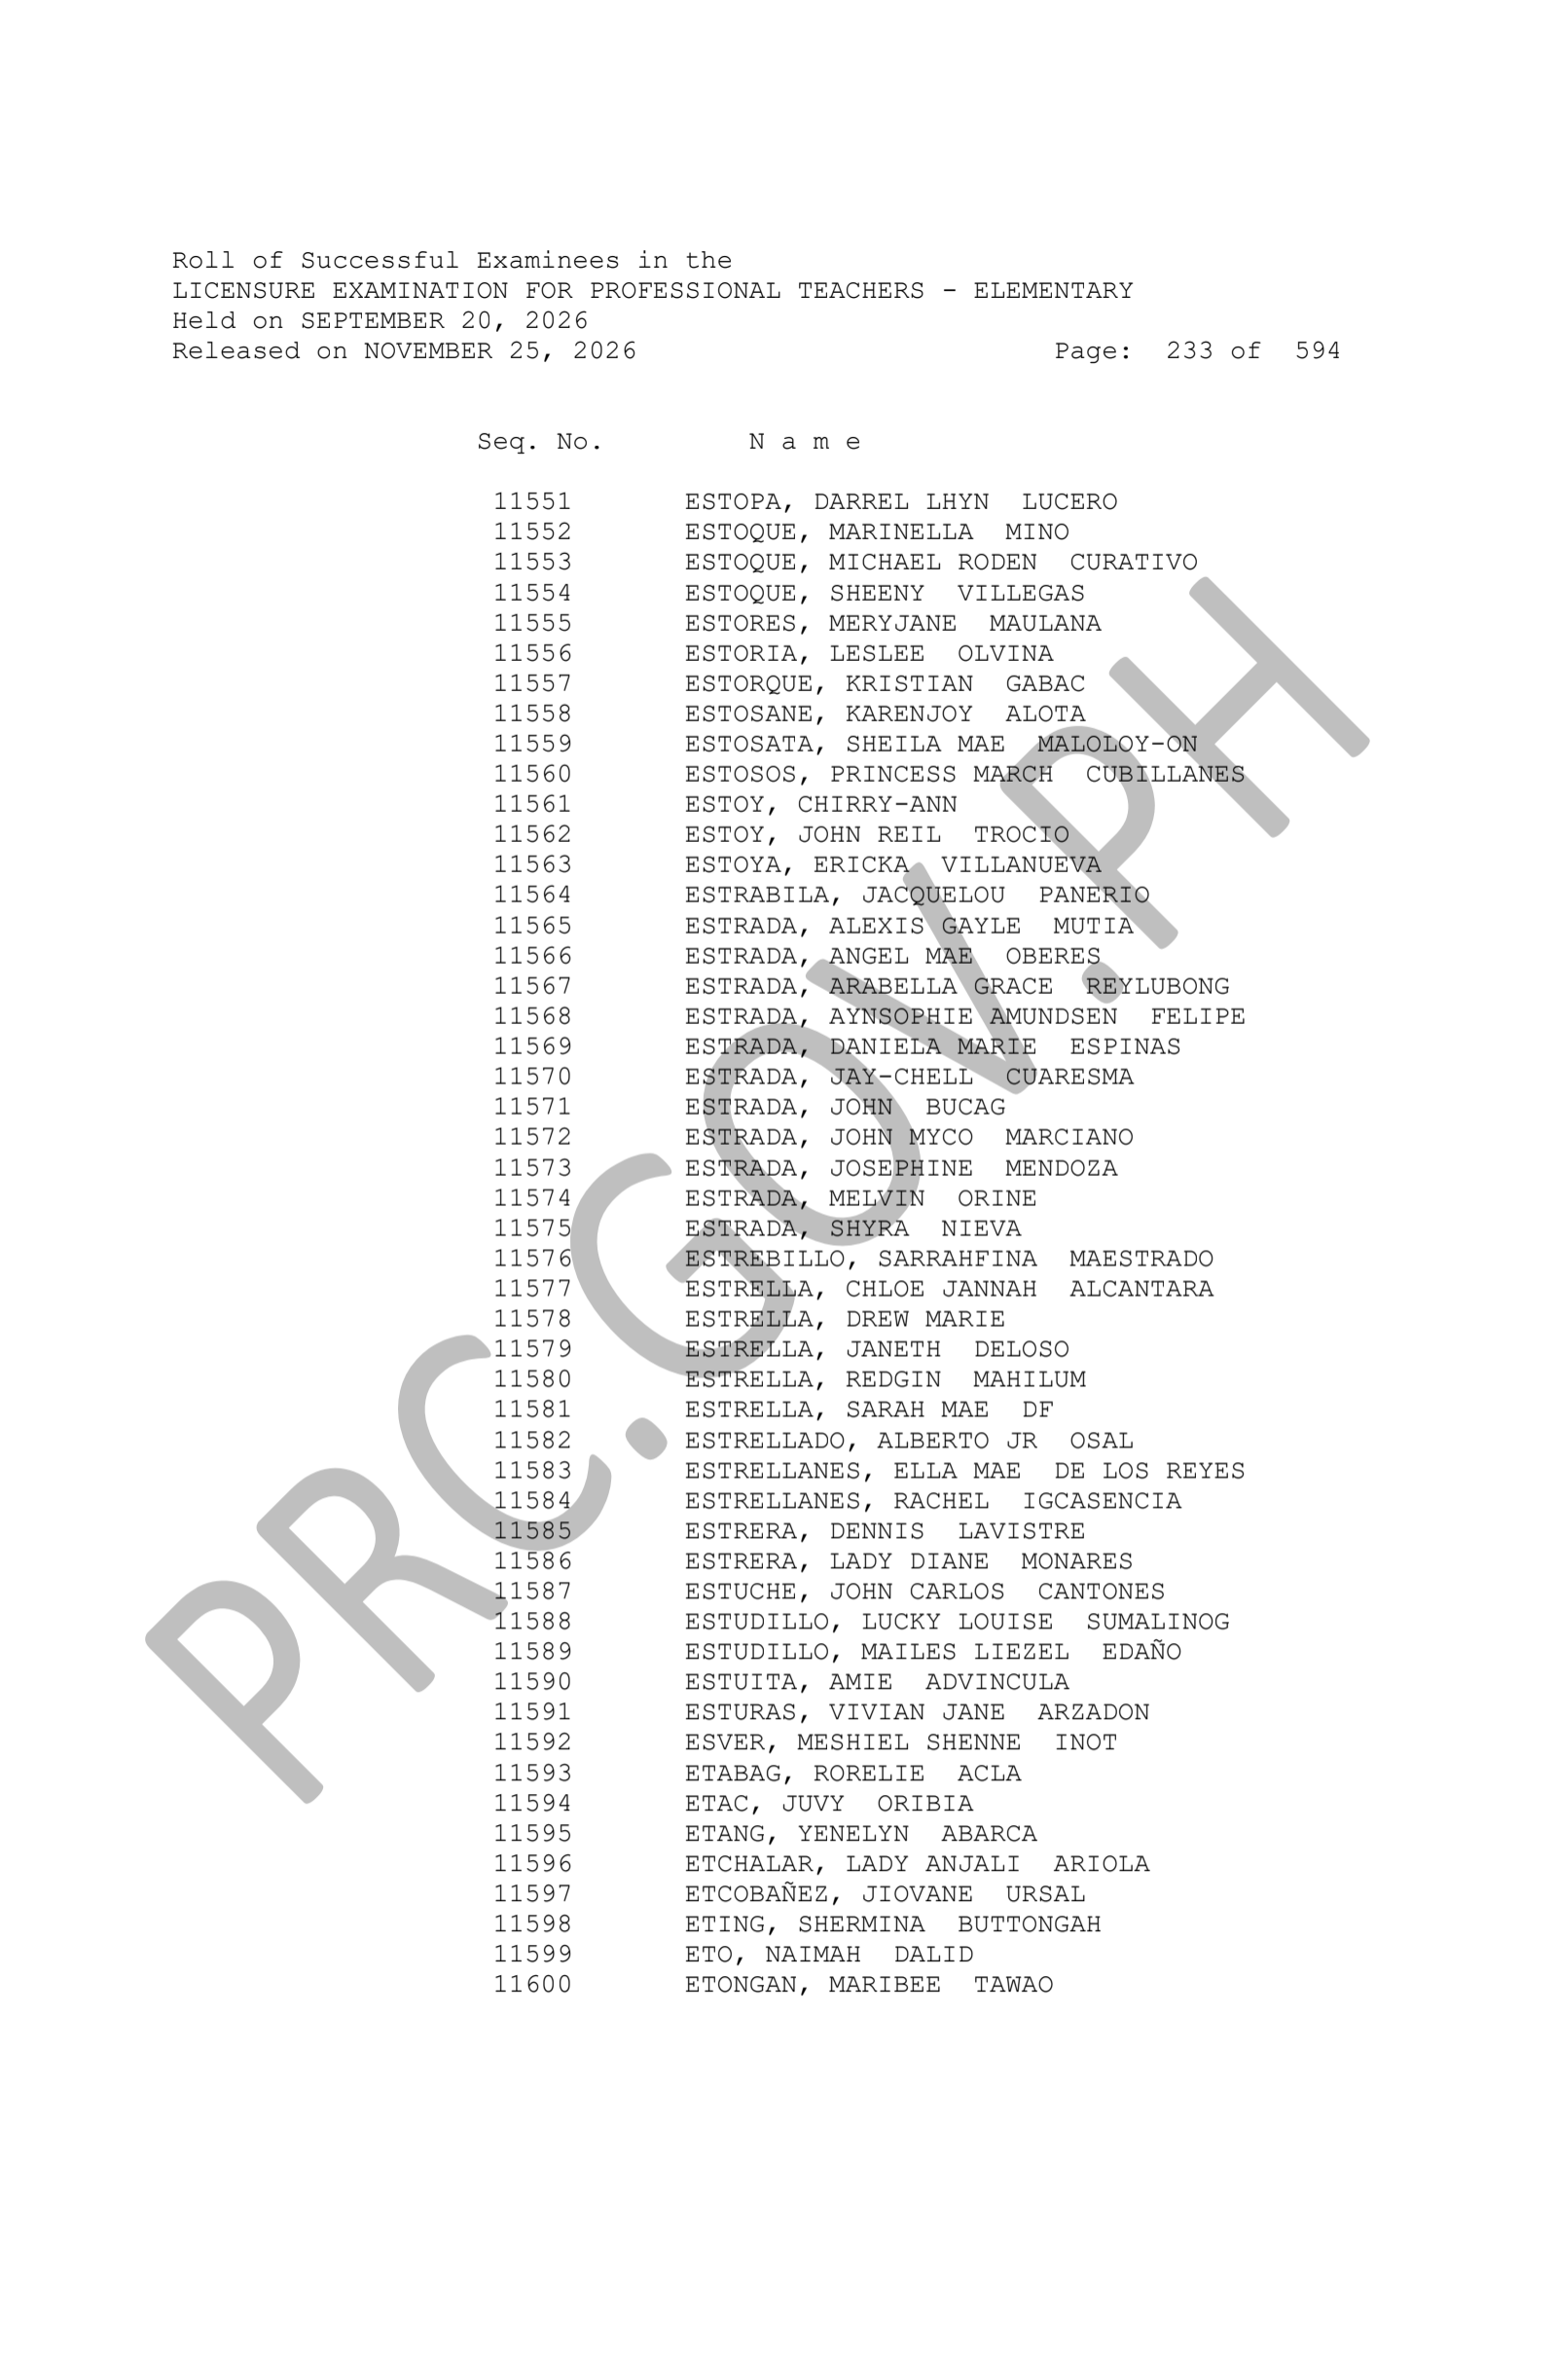 Roll of Successful Examinees in the
LICENSURE EXAMINATION FOR PROFESSIONAL TEACHERS - ELEMENTARY
Held on SEPTEMBER 20, 2026
Released on NOVEMBER 25, 2026 Page: 233 of 594
Seq. No. N a m e
11551 ESTOPA, DARREL LHYN LUCERO
11552 ESTOQUE, MARINELLA MINO
11553 ESTOQUE, MICHAEL RODEN CURATIVO
11554 ESTOQUE, SHEENY VILLEGAS
11555 ESTORES, MERYJANE MAULANA
11556 ESTORIA, LESLEE OLVINA
11557 ESTORQUE, KRISTIAN GABAC
11558 ESTOSANE, KARENJOY ALOTA
11559 ESTOSATA, SHEILA MAE MALOLOY-ON
11560 ESTOSOS, PRINCESS MARCH CUBILLANES
11561 ESTOY, CHIRRY-ANN
11562 ESTOY, JOHN REIL TROCIO
11563 ESTOYA, ERICKA VILLANUEVA
11564 ESTRABILA, JACQUELOU PANERIO
11565 ESTRADA, ALEXIS GAYLE MUTIA
11566 ESTRADA, ANGEL MAE OBERES
11567 ESTRADA, ARABELLA GRACE REYLUBONG
11568 ESTRADA, AYNSOPHIE AMUNDSEN FELIPE
11569 ESTRADA, DANIELA MARIE ESPINAS
11570 ESTRADA, JAY-CHELL CUARESMA
11571 ESTRADA, JOHN BUCAG
11572 ESTRADA, JOHN MYCO MARCIANO
11573 ESTRADA, JOSEPHINE MENDOZA
11574 ESTRADA, MELVIN ORINE
11575 ESTRADA, SHYRA NIEVA
11576 ESTREBILLO, SARRAHFINA MAESTRADO
11577 ESTRELLA, CHLOE JANNAH ALCANTARA
11578 ESTRELLA, DREW MARIE
11579 ESTRELLA, JANETH DELOSO
11580 ESTRELLA, REDGIN MAHILUM
11581 ESTRELLA, SARAH MAE DF
11582 ESTRELLADO, ALBERTO JR OSAL
11583 ESTRELLANES, ELLA MAE DE LOS REYES
11584 ESTRELLANES, RACHEL IGCASENCIA
11585 ESTRERA, DENNIS LAVISTRE
11586 ESTRERA, LADY DIANE MONARES
11587 ESTUCHE, JOHN CARLOS CANTONES
11588 ESTUDILLO, LUCKY LOUISE SUMALINOG
11589 ESTUDILLO, MAILES LIEZEL EDAÑO
11590 ESTUITA, AMIE ADVINCULA
11591 ESTURAS, VIVIAN JANE ARZADON
11592 ESVER, MESHIEL SHENNE INOT
11593 ETABAG, RORELIE ACLA
11594 ETAC, JUVY ORIBIA
11595 ETANG, YENELYN ABARCA
11596 ETCHALAR, LADY ANJALI ARIOLA
11597 ETCOBAÑEZ, JIOVANE URSAL
11598 ETING, SHERMINA BUTTONGAH
11599 ETO, NAIMAH DALID
11600 ETONGAN, MARIBEE TAWAO
PRC.GOV.PH